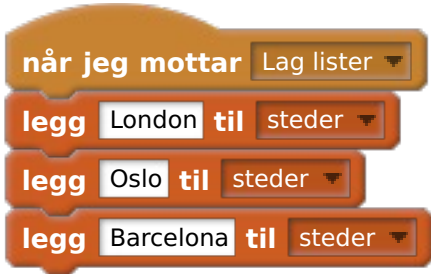 når jeg mottar Lag lister
legg London til steder
legg Oslo til steder
legg Barcelona til steder